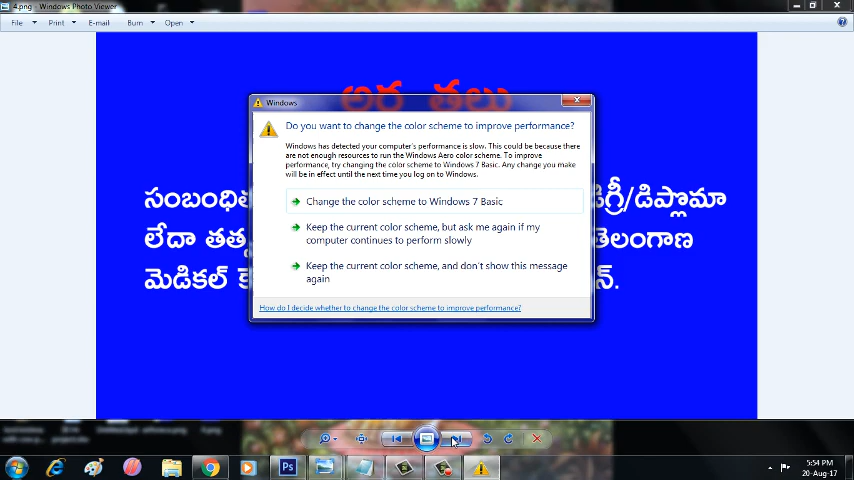 4.png - Windows Photo Viewer
File Print E-mail Burn Open
Windows
Do you want to change the color scheme to improve performance?
Windows has detected your computer's performance is slow. This could be because there
are not enough resources to run the Windows Aero color scheme. To improve
performance, try changing the color scheme to Windows 7 Basic. Any change you make
will be in effect until the next time you log on to Windows.
Change the color scheme to Windows 7 Basic
Keep the current color scheme, but ask me again if my
computer continues to perform slowly
Keep the current color scheme, and don't show this message
again
How do I decide whether to change the color scheme to improve performance?
డిగ్రీ/డిప్లొమా
లేదా తెలంగాణ
మెడికల్
Ps
5:54 PM
20-Aug-17